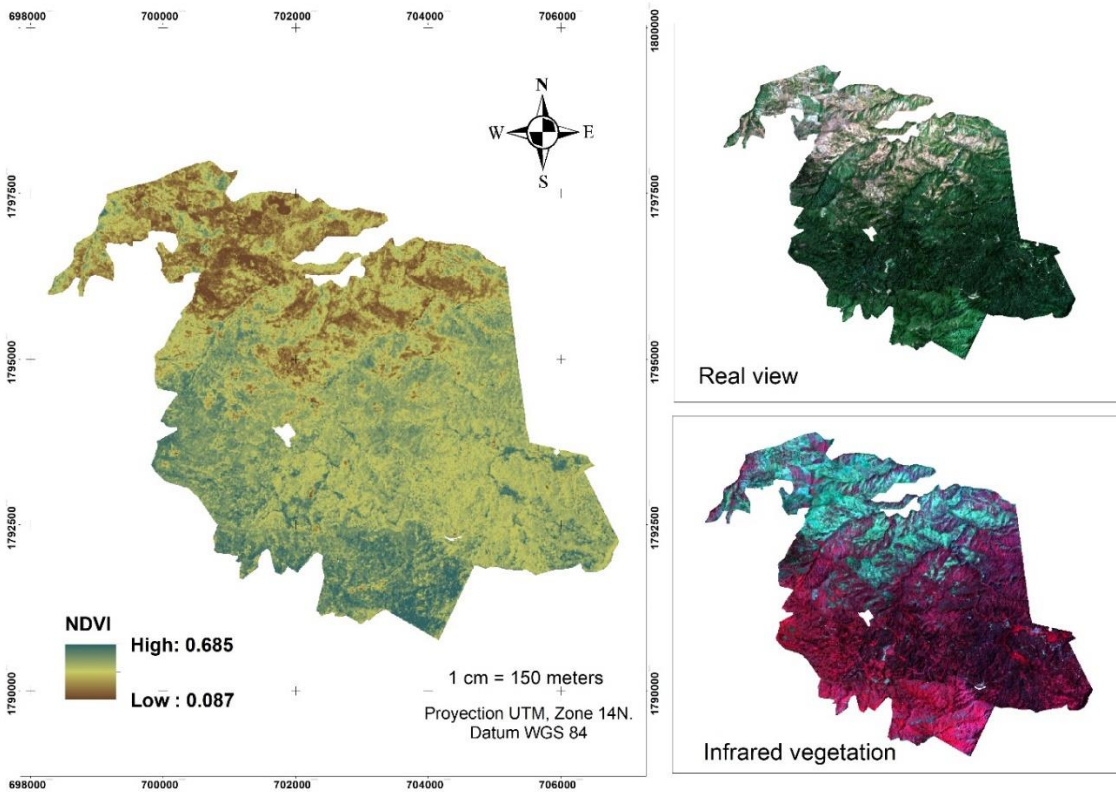 698000 700000 702000 704000 706000
1800000
N
W E
S
1797500 1797500
1795000 1795000
Real view
1792500 1792500
NDVI
High: 0.685
Low : 0.087
1 cm = 150 meters
1790000 1790000
Proyection UTM, Zone 14N.
Datum WGS 84
Infrared vegetation
698000 700000 702000 704000 706000